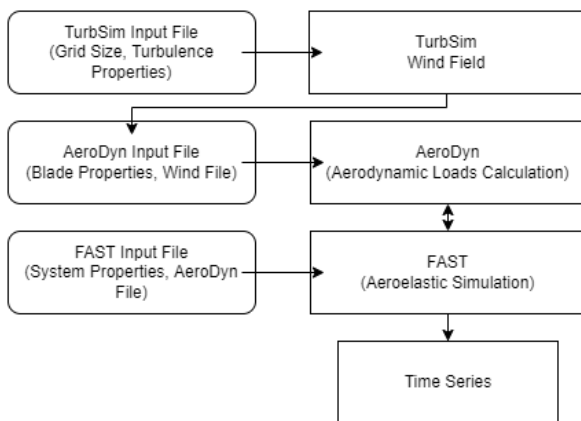 TurbSim Input File
(Grid Size, Turbulence
Properties)
TurbSim
Wind Field
AeroDyn Input File
(Blade Properties, Wind File)
AeroDyn
(Aerodynamic Loads Calculation)
FAST Input File
(System Properties, AeroDyn
File)
FAST
(Aeroelastic Simulation)
Time Series